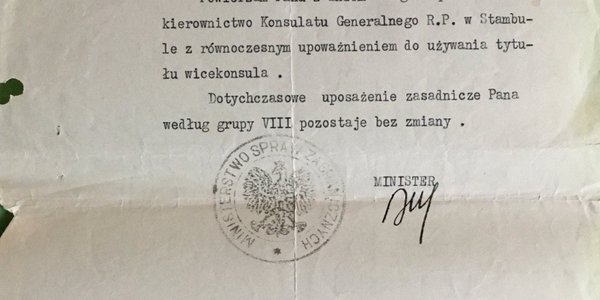 kierownictwo Konsulatu Generalnego R.P. w Stambu-
le z równoczesnym upoważnieniem do używania tytu-
łu wicekonsula .
Dotychczasowe uposażenie zasadnicze Pana
według grupy VIII pozostaje bez zmiany .
MINISTERSTWO SPRAW ZAGRANICZNYCH
MINISTER